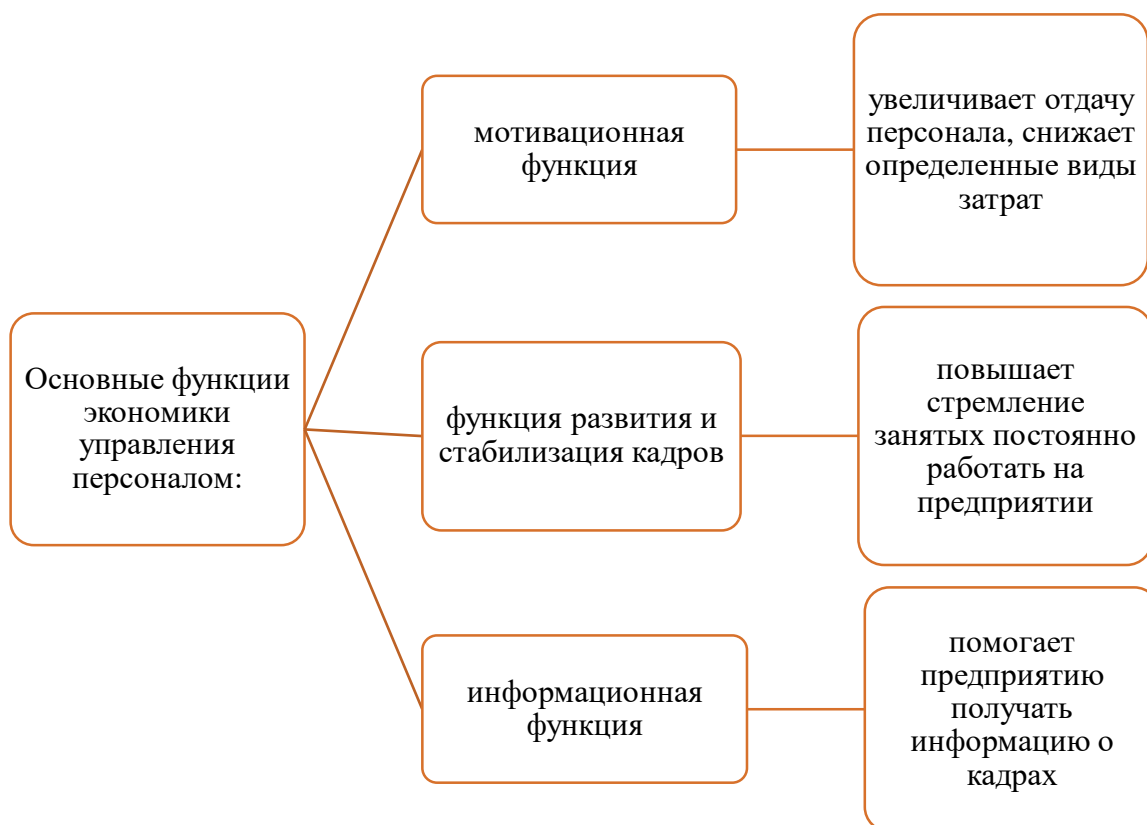 Основные функции
экономики
управления
персоналом:
мотивационная
функция
увеличивает отдачу
персонала, снижает
определенные виды
затрат
функция развития и
стабилизация кадров
повышает
стремление
занятых постоянно
работать на
предприятии
информационная
функция
помогает
предприятию
получать
информацию о
кадрах